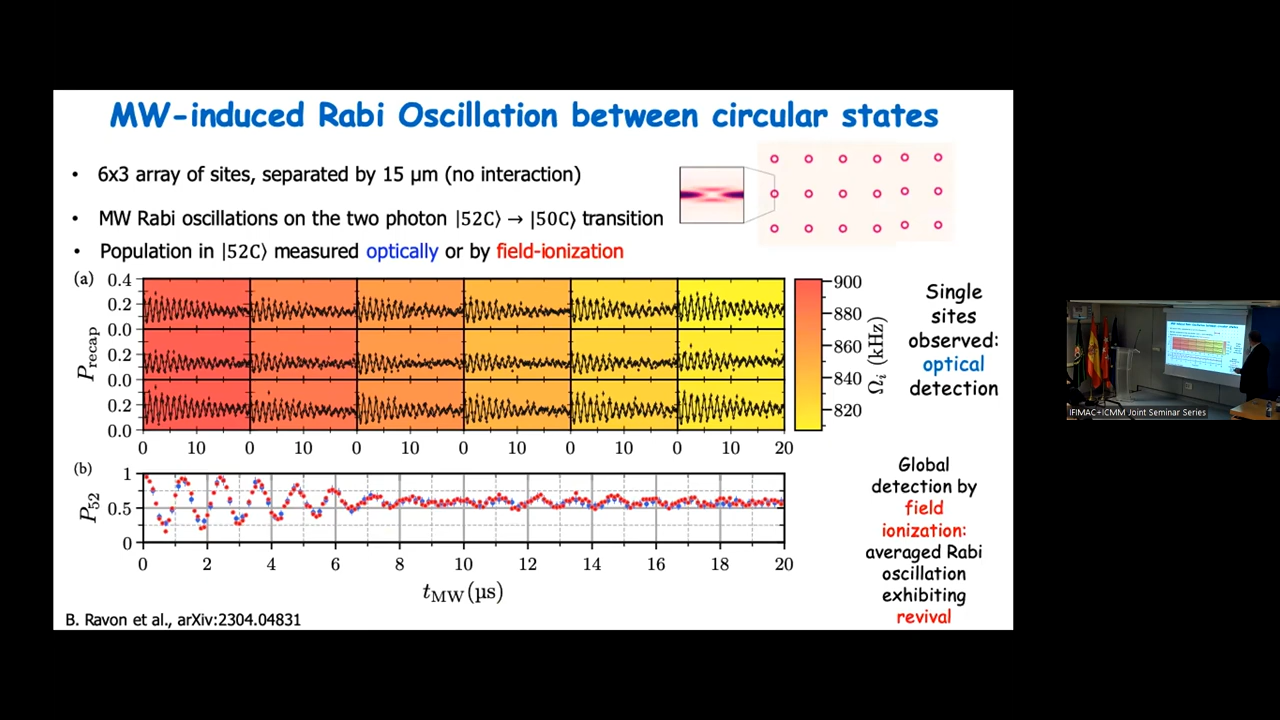 MW-induced Rabi Oscillation between circular states
• 6x3 array of sites, separated by 15 µm (no interaction)
• MW Rabi oscillations on the two photon |52C⟩ → |50C⟩ transition
• Population in |52C⟩ measured optically or by field-ionization
(a)
0.4
0.2
0.0
0.2
0.0
0.2
0.0
P_recap
0 10 0 10 0 10 0 10 0 10 0 10 20
900
880
860
840
820
Ω_i (kHz)
Single
sites
observed:
optical
detection
(b)
1
0.5
0
P_52
0 2 4 6 8 10 12 14 16 18 20
t_MW (µs)
Global
detection by
field
ionization:
averaged Rabi
oscillation
exhibiting
revival
B. Ravon et al., arXiv:2304.04831
IFIMAC+ICMM Joint Seminar Series